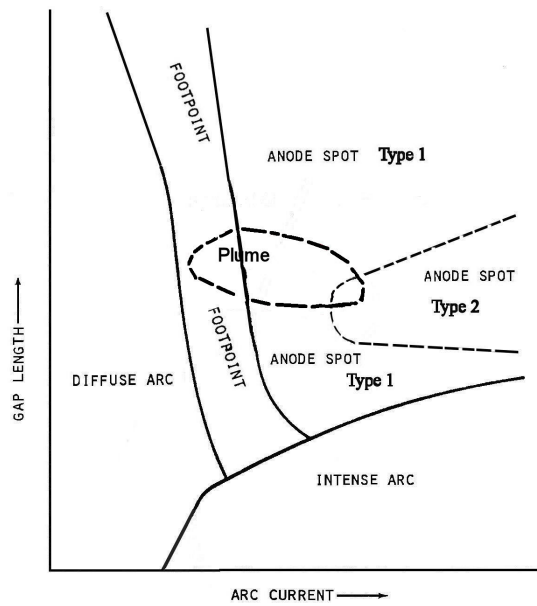 FOOTPOINT
ANODE SPOT Type 1
Plume
ANODE SPOT
Type 2
FOOTPOINT
ANODE SPOT
Type 1
DIFFUSE ARC
INTENSE ARC
GAP LENGTH
ARC CURRENT